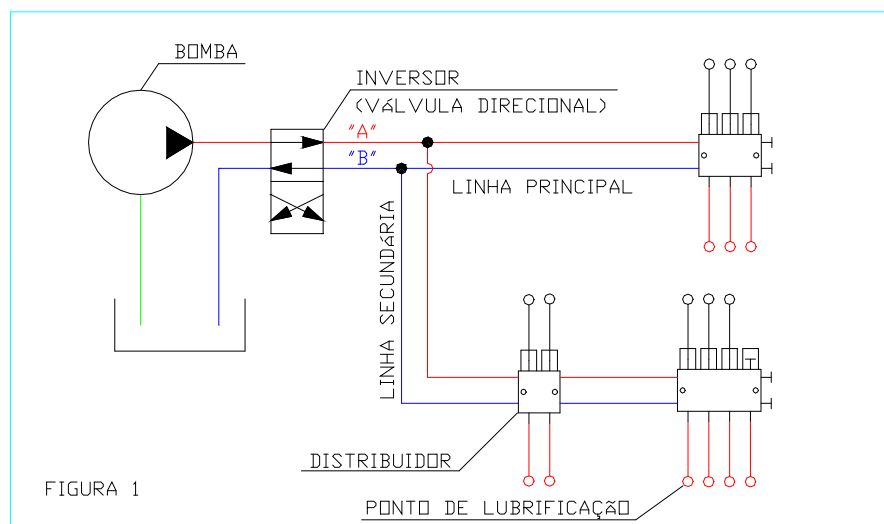 BOMBA
INVERSOR
(VÁLVULA DIRECIONAL)
"A"
"B"
LINHA PRINCIPAL
LINHA SECUNDÁRIA
DISTRIBUIDOR
FIGURA 1
PONTO DE LUBRIFICAÇÃO